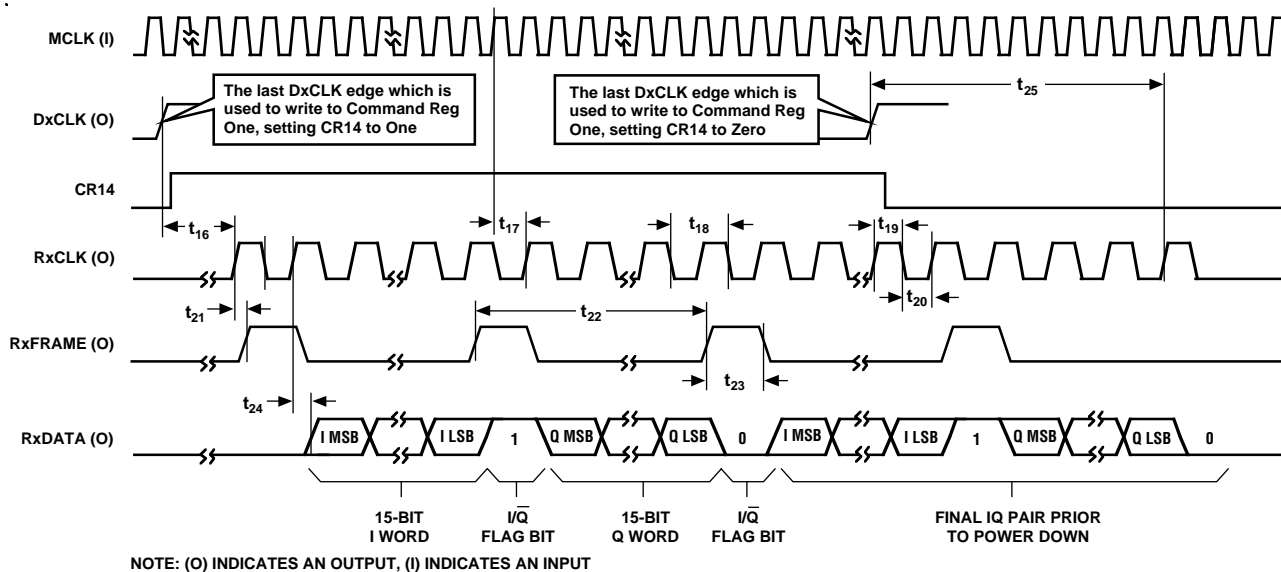 MCLK (I)
The last DxCLK edge which is
used to write to Command Reg
One, setting CR14 to One
The last DxCLK edge which is
used to write to Command Reg
One, setting CR14 to Zero
t25
DxCLK (O)
CR14
t16
t17
t18
t19
RxCLK (O)
t20
t21
t22
RxFRAME (O)
t23
t24
RxDATA (O)
I MSB
I LSB
1
Q MSB
Q LSB
0
I MSB
I LSB
1
Q MSB
Q LSB
0
15-BIT
I WORD
I/Q̅
FLAG BIT
15-BIT
Q WORD
I/Q̅
FLAG BIT
FINAL IQ PAIR PRIOR
TO POWER DOWN
NOTE: (O) INDICATES AN OUTPUT, (I) INDICATES AN INPUT